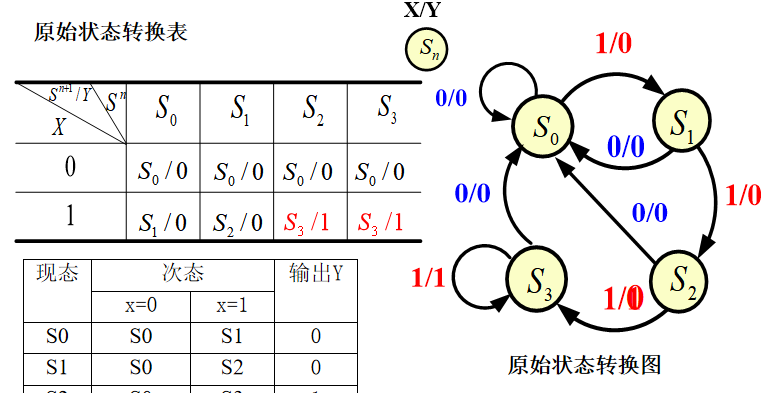 原始状态转换表
X/Y
Sn
S^{n+1}/Y S^n S0 S1 S2 S3
X
0 S0/0 S0/0 S0/0 S0/0
1 S1/0 S2/0 S3/1 S3/1
现态 次态 输出Y
x=0 x=1
S0 S0 S1 0
S1 S0 S2 0
1/0
0/0
S0
S1
0/0
1/0
0/0
0/0
1/1
S3
S2
原始状态转换图